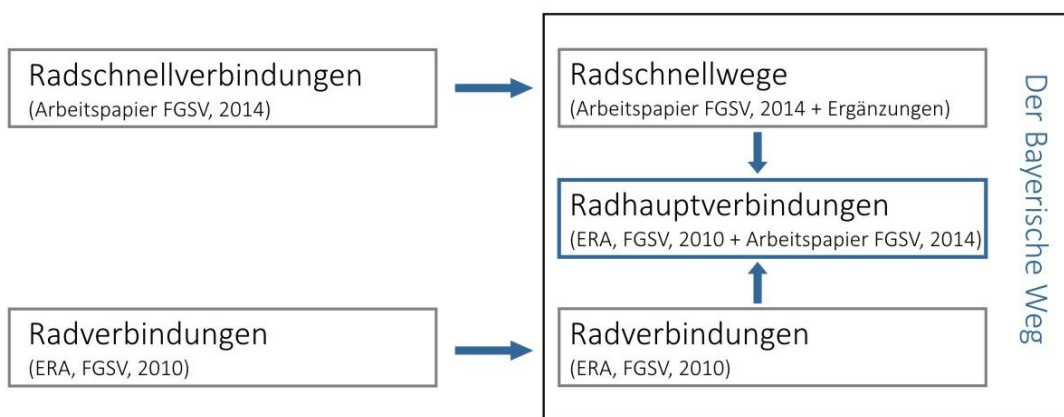 Radschnellverbindungen
(Arbeitspapier FGSV, 2014)
Radschnellwege
(Arbeitspapier FGSV, 2014 + Ergänzungen)
Radhauptverbindungen
(ERA, FGSV, 2010 + Arbeitspapier FGSV, 2014)
Radverbindungen
(ERA, FGSV, 2010)
Radverbindungen
(ERA, FGSV, 2010)
Der Bayerische Weg